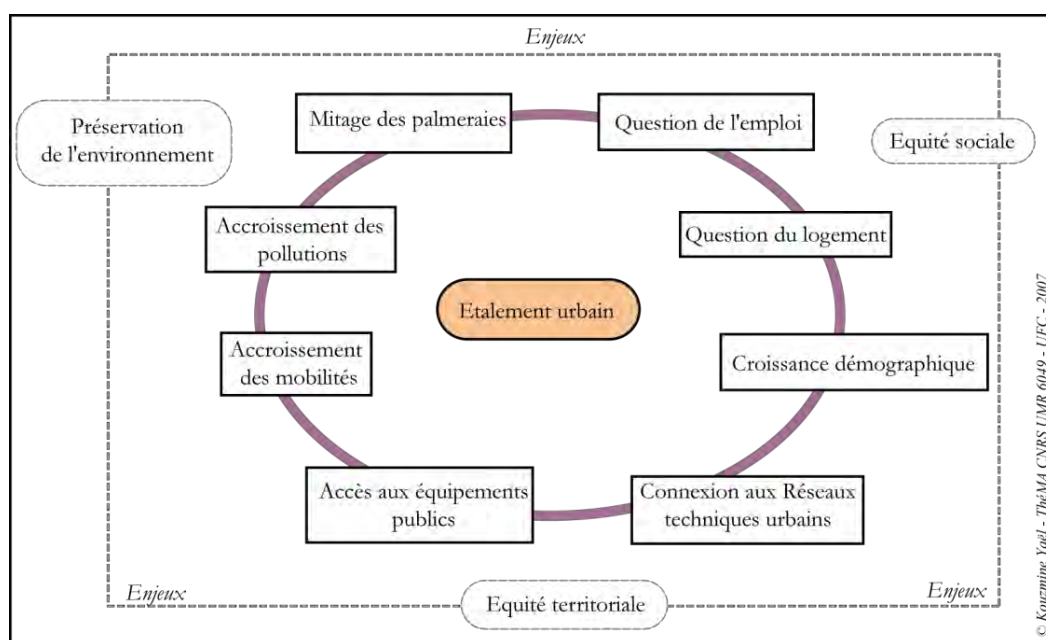 Enjeux
Préservation
de l'environnement
Mitage des palmeraies
Question de l'emploi
Equité sociale
Accroissement des
pollutions
Question du logement
Etalement urbain
Accroissement
des mobilités
Croissance démographique
Accès aux équipements
publics
Connexion aux Réseaux
techniques urbains
Enjeux
Equité territoriale
Enjeux
© Kouzmine Yaël - ThéMA CNRS UMR 6049 - UFC - 2007